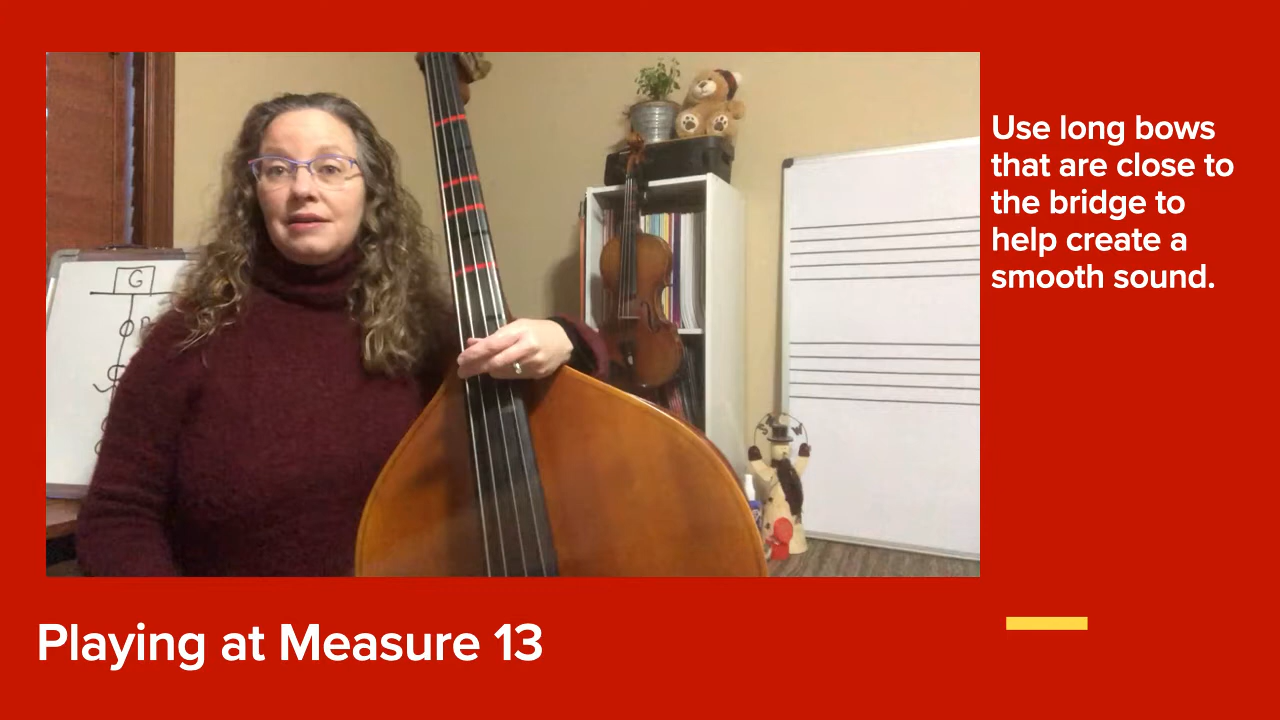 Use long bows
that are close to
the bridge to
help create a
smooth sound.
G
Playing at Measure 13